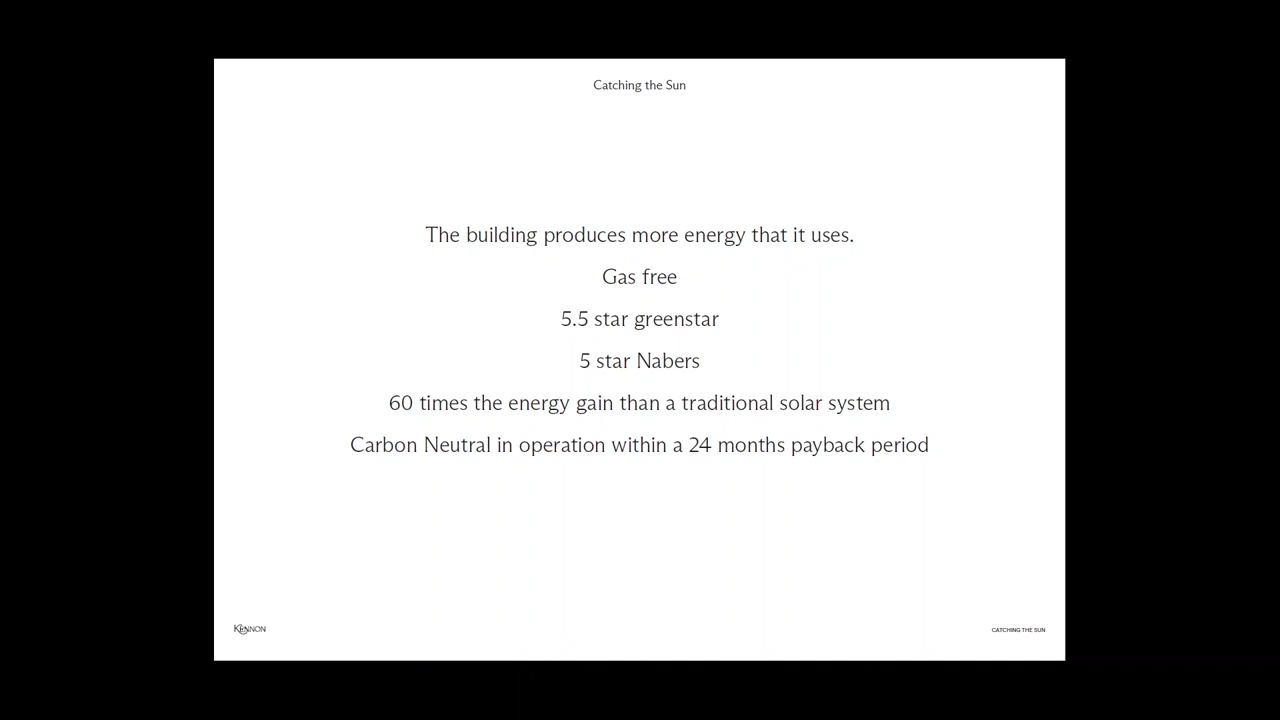 Catching the Sun
The building produces more energy that it uses.
Gas free
5.5 star greenstar
5 star Nabers
60 times the energy gain than a traditional solar system
Carbon Neutral in operation within a 24 months payback period
KENNON
CATCHING THE SUN